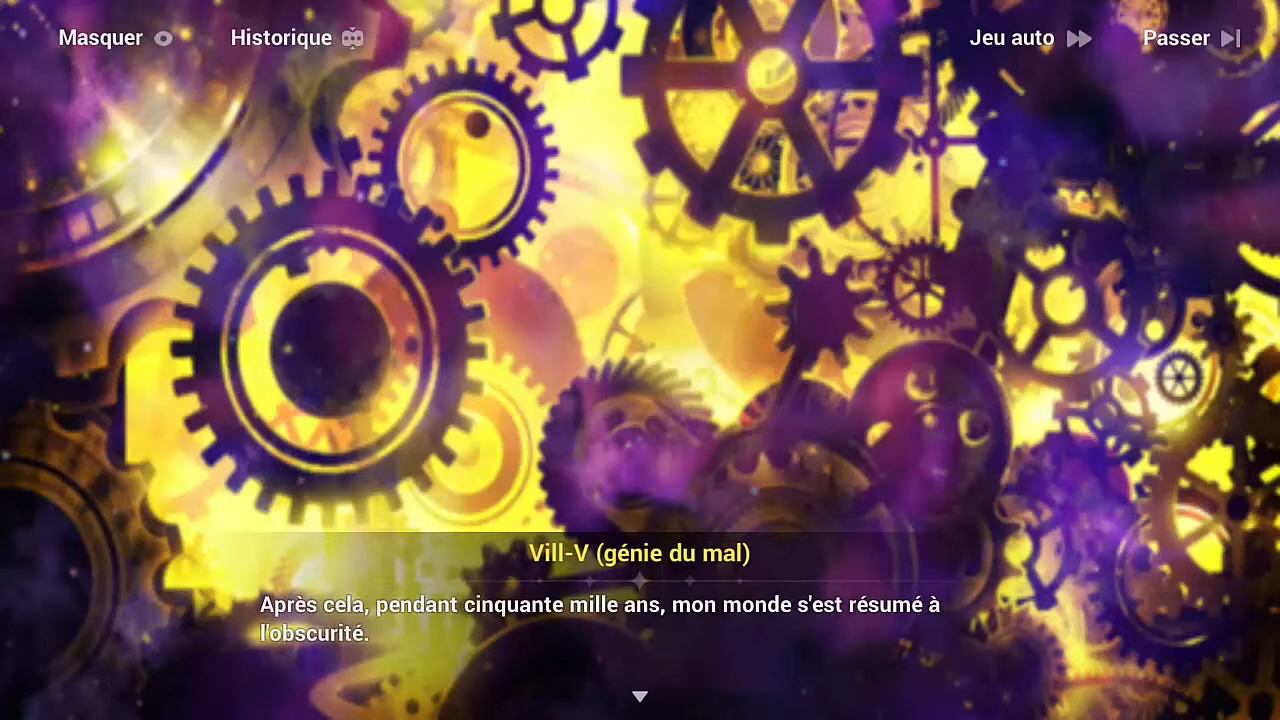 Masquer
Historique
Jeu auto
Passer
Vill-V (génie du mal)
Après cela, pendant cinquante mille ans, mon monde s'est résumé à
l'obscurité.